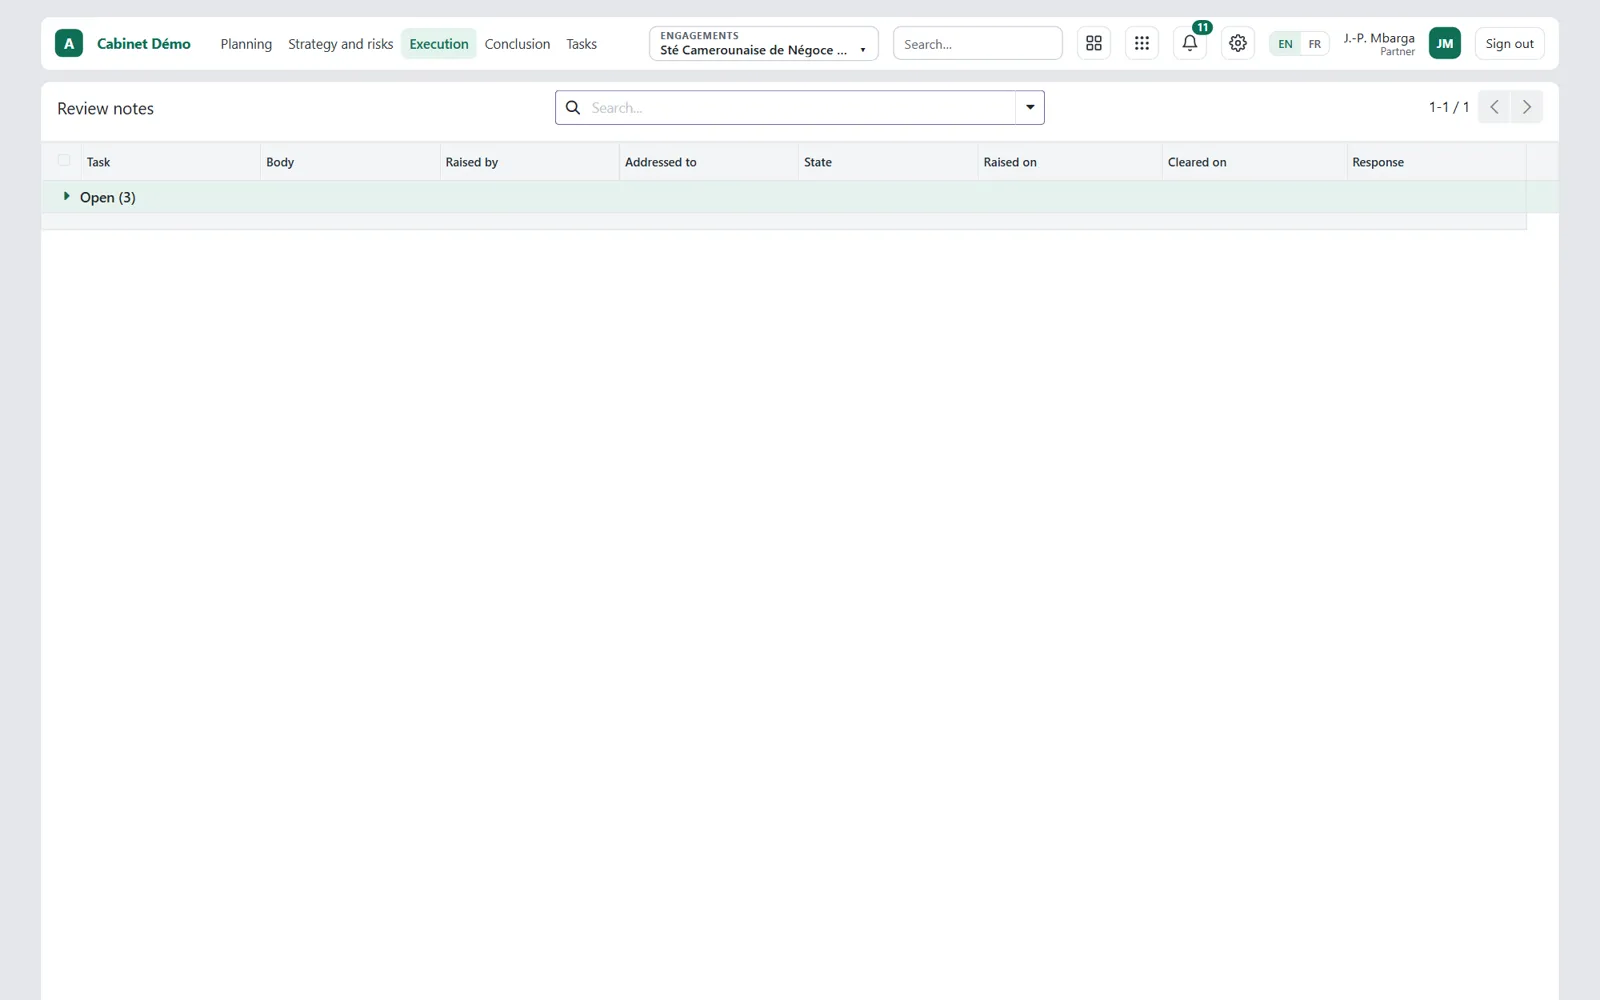 A
Cabinet Démo
Planning
Strategy and risks
Execution
Conclusion
Tasks
ENGAGEMENTS
Sté Camerounaise de Négoce ...
Search...
11
EN
FR
J.-P. Mbarga
Partner
JM
Sign out
Review notes
Search...
1-1 / 1
Task
Body
Raised by
Addressed to
State
Raised on
Cleared on
Response
Open (3)